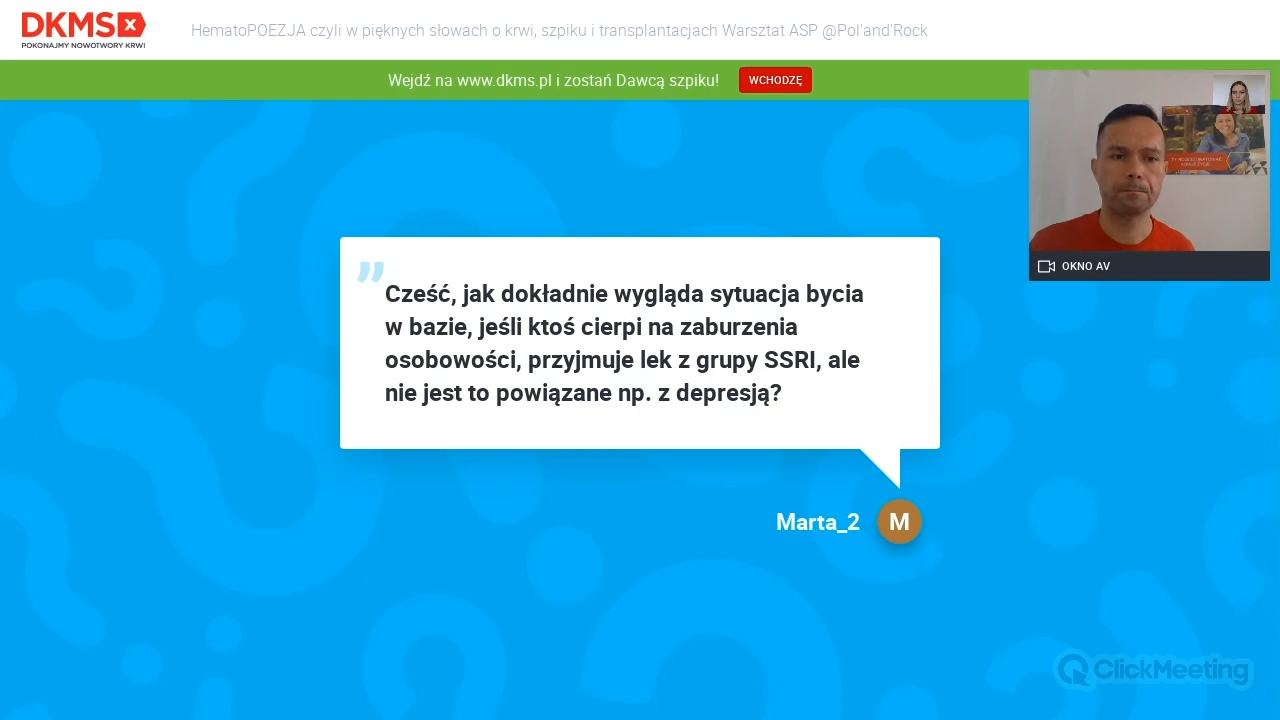 DKMS
POKONAJMY NOWOTWORY KRWI
HematoPOEZJA czyli w pięknych słowach o krwi, szpiku i transplantacjach Warsztat ASP @Pol'and'Rock
Wejdź na www.dkms.pl i zostań Dawcą szpiku!
WCHODZĘ
OKNO AV
Cześć, jak dokładnie wygląda sytuacja bycia
w bazie, jeśli ktoś cierpi na zaburzenia
osobowości, przyjmuje lek z grupy SSRI, ale
nie jest to powiązane np. z depresją?
Marta_2
M
ClickMeeting